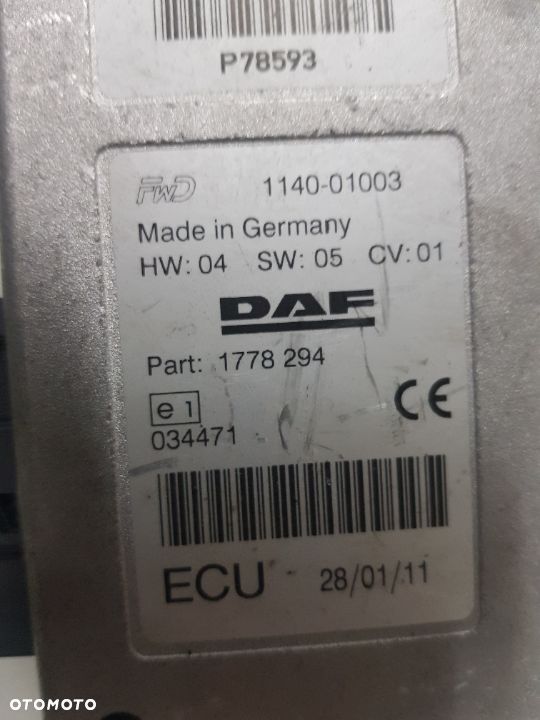 P78593
FWD 1140-01003
Made in Germany
HW: 04 SW: 05 CV: 01
DAF
Part: 1778 294
e1 CE
034471
ECU 28/01/11
OTOMOTO